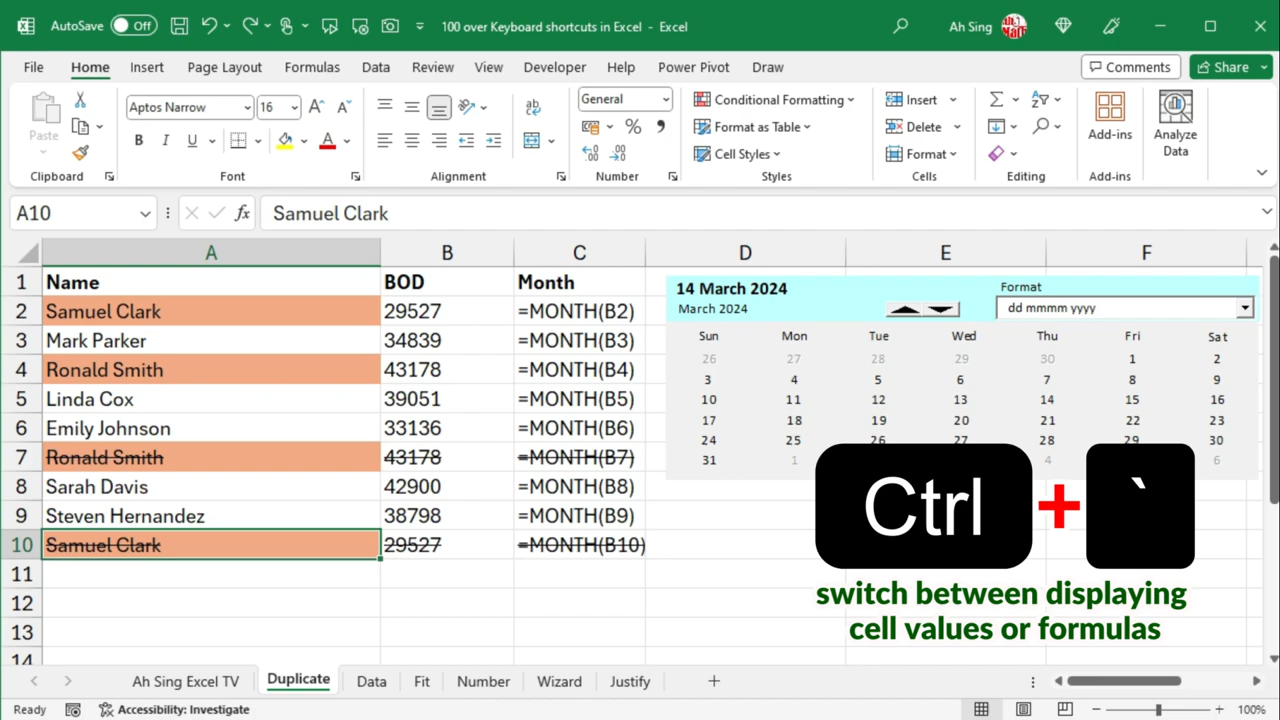 AutoSave Off 100 over Keyboard shortcuts in Excel - Excel Ah Sing
File Home Insert Page Layout Formulas Data Review View Developer Help Power Pivot Draw Comments Share
Paste
Aptos Narrow 16
B I U
General
% ,
Conditional Formatting
Format as Table
Cell Styles
Insert
Delete
Format
Add-ins
Analyze
Data
Clipboard Font Alignment Number Styles Cells Editing Add-ins
A10 fx Samuel Clark
A B C D E F
1 Name BOD Month
2 Samuel Clark 29527 =MONTH(B2)
3 Mark Parker 34839 =MONTH(B3)
4 Ronald Smith 43178 =MONTH(B4)
5 Linda Cox 39051 =MONTH(B5)
6 Emily Johnson 33136 =MONTH(B6)
7 Ronald Smith 43178 =MONTH(B7)
8 Sarah Davis 42900 =MONTH(B8)
9 Steven Hernandez 38798 =MONTH(B9)
10 Samuel Clark 29527 =MONTH(B10)
11
12
13
14
14 March 2024
March 2024
Format
dd mmmm yyyy
Sun Mon Tue Wed Thu Fri Sat
26 27 28 29 30 1 2
3 4 5 6 7 8 9
10 11 12 13 14 15 16
17 18 19 20 21 22 23
24 25 26 27 28 29 30
31 1 4 6
Ctrl + `
switch between displaying
cell values or formulas
Ah Sing Excel TV Duplicate Data Fit Number Wizard Justify
Ready Accessibility: Investigate 100%